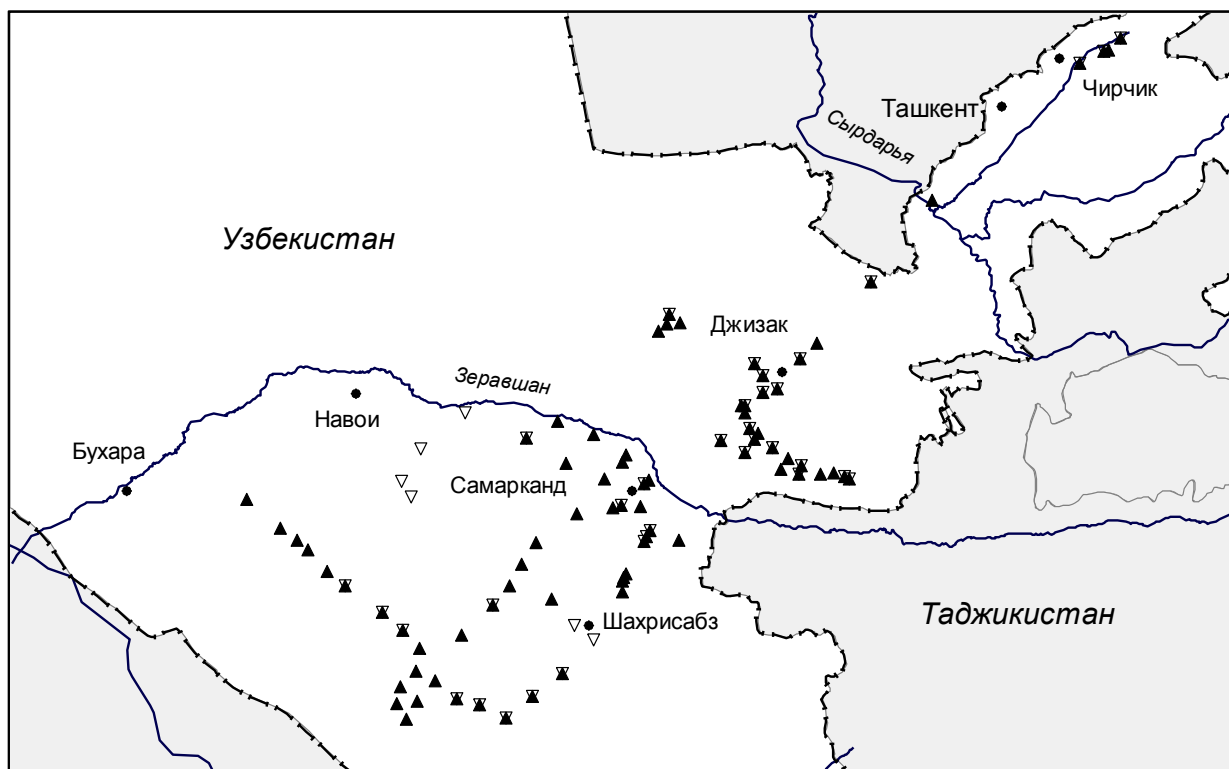 Чирчик
Ташкент
Сырдарья
Узбекистан
Джизак
Зеравшан
Навои
Бухара
Самарканд
Шахрисабз
Таджикистан